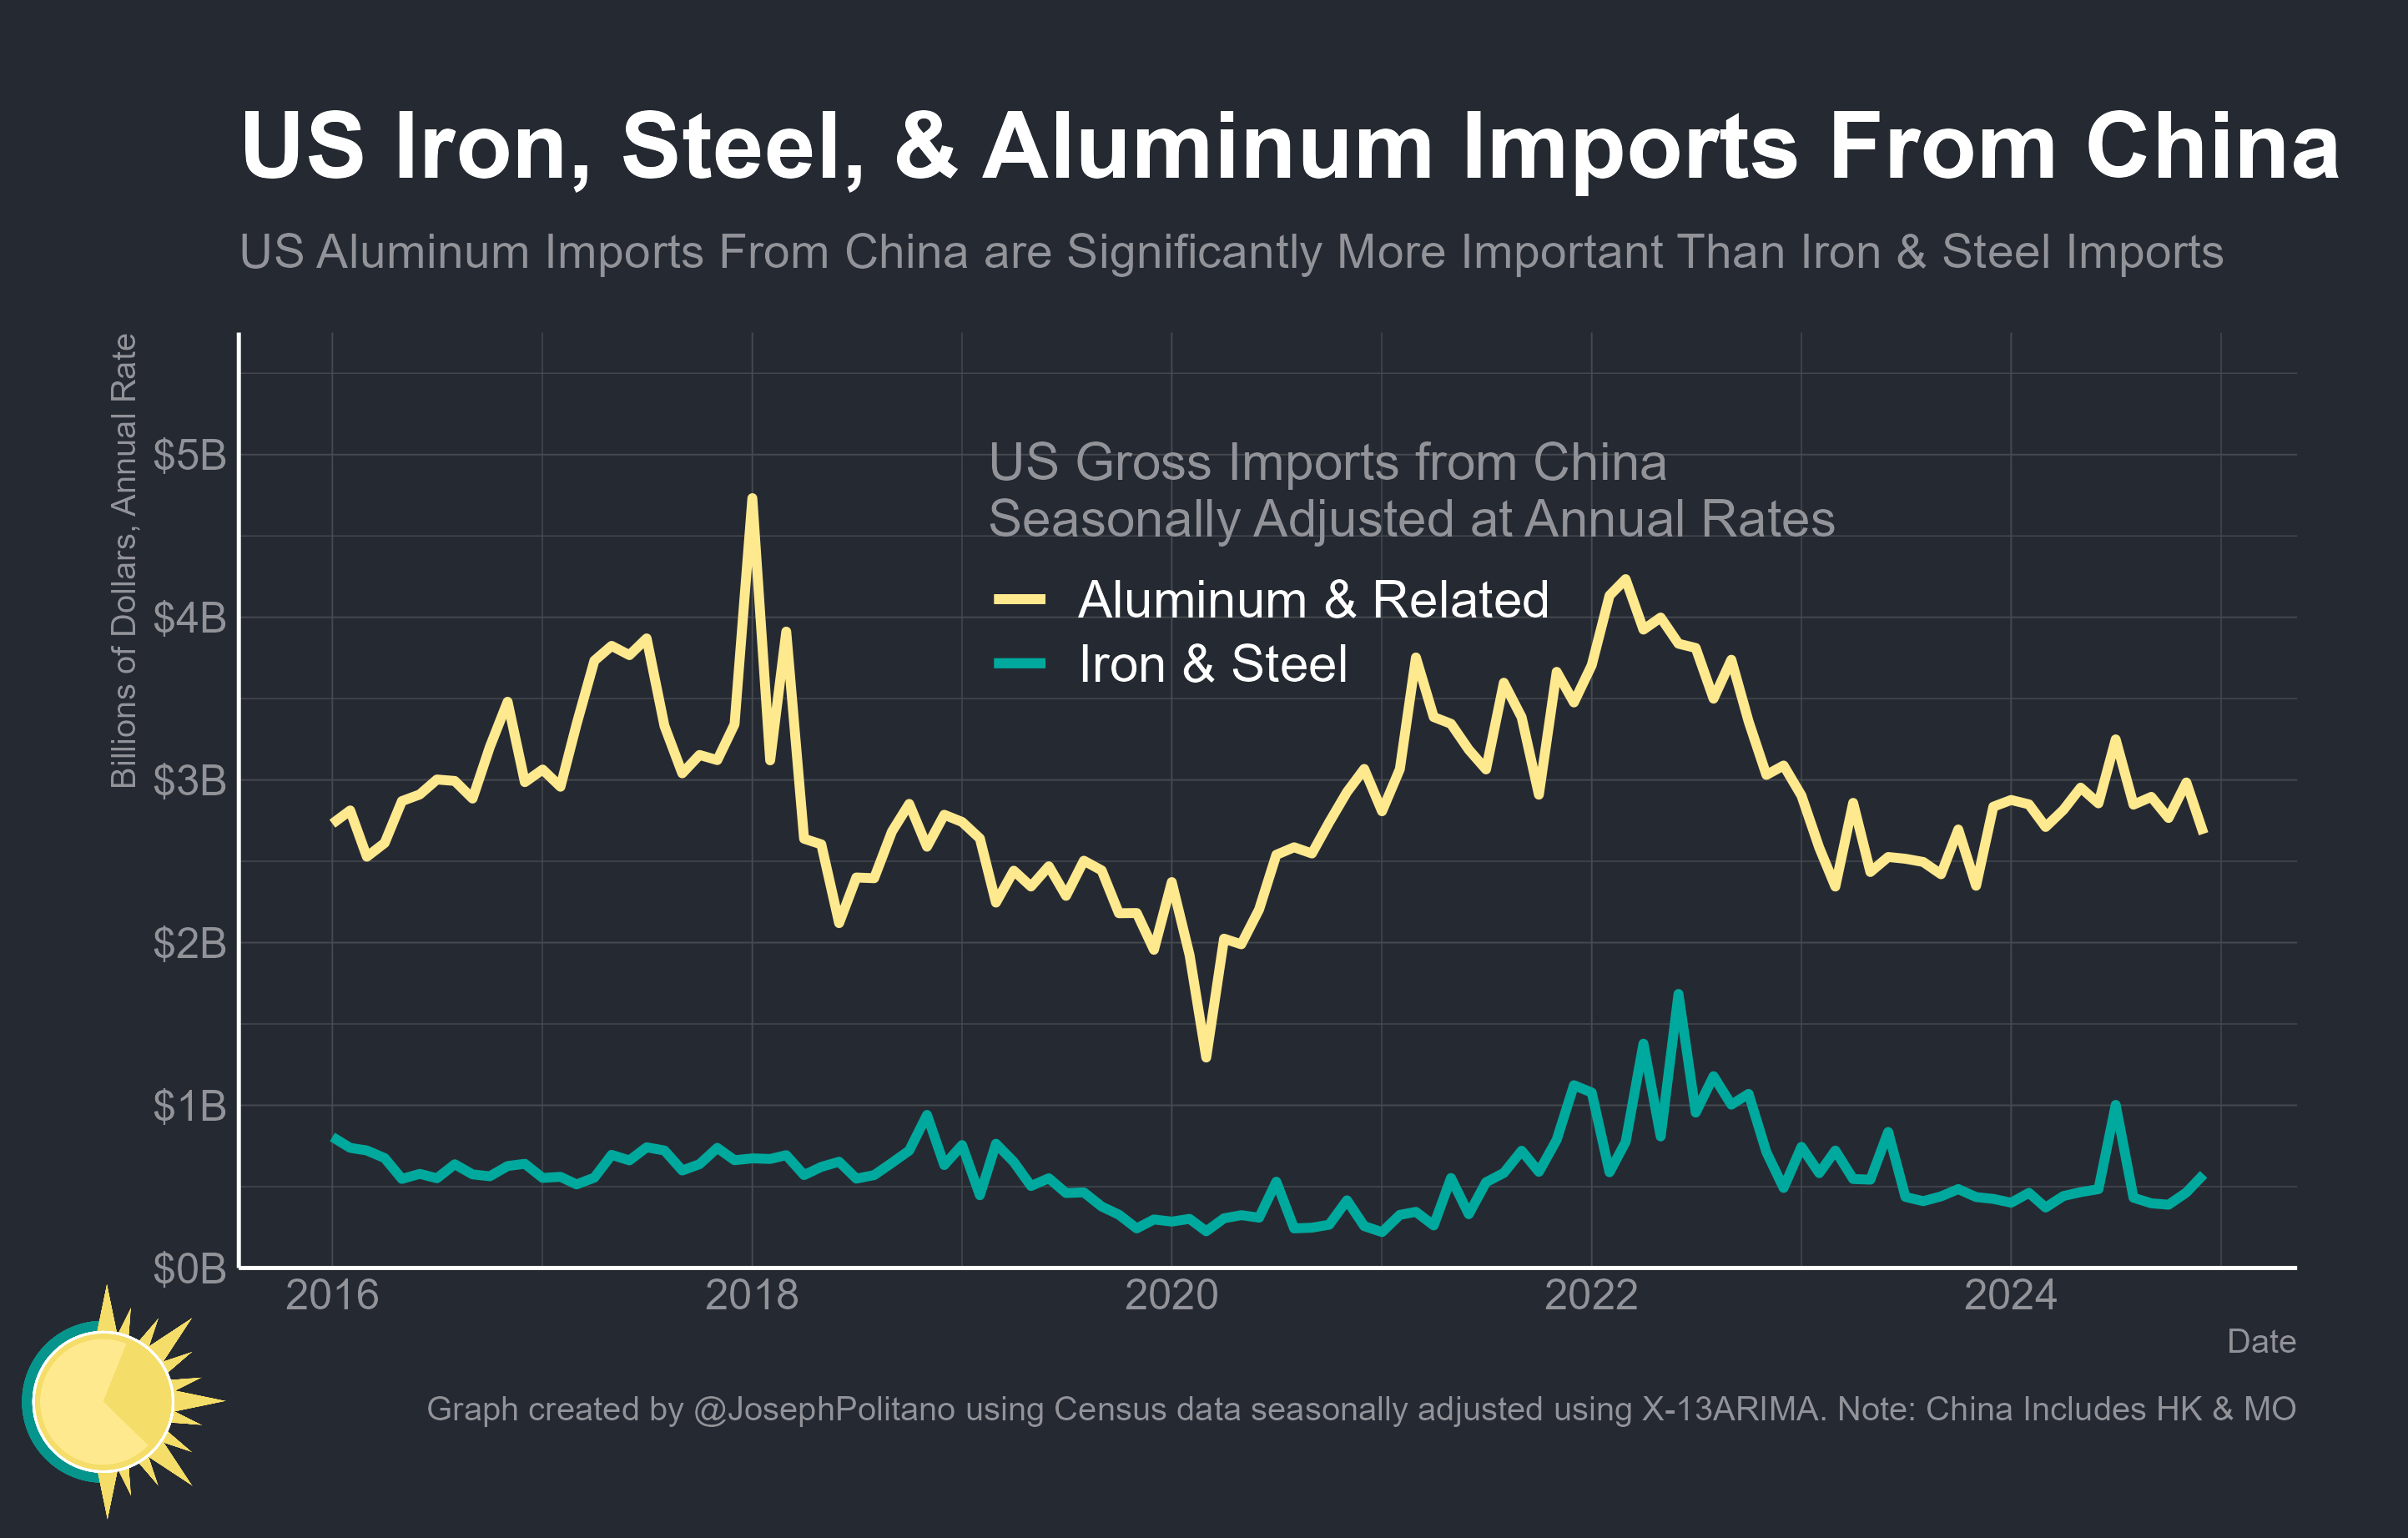 US Iron, Steel, & Aluminum Imports From China
US Aluminum Imports From China are Significantly More Important Than Iron & Steel Imports
Billions of Dollars, Annual Rate
$5B
$4B
$3B
$2B
$1B
$0B
US Gross Imports from China
Seasonally Adjusted at Annual Rates
Aluminum & Related
Iron & Steel
2016 2018 2020 2022 2024
Date
Graph created by @JosephPolitano using Census data seasonally adjusted using X-13ARIMA. Note: China Includes HK & MO